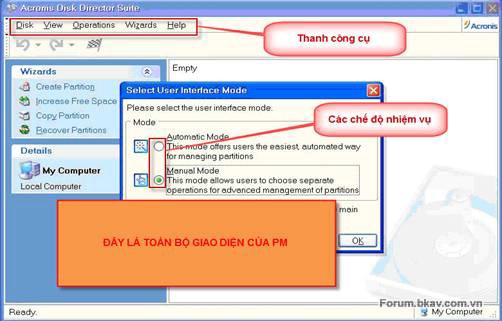 Acronis Disk Director Suite
Disk View Operations Wizards Help
Acronis
Thanh công cụ
Wizards
Create Partition
Increase Free Space
Copy Partition
Recover Partitions
Details
My Computer
Local Computer
Empty
Select User Interface Mode
Please select the user interface mode.
Mode
Automatic Mode
This mode offers users the easiest, automated way
for managing partitions
Manual Mode
This mode allows users to choose separate
operations for advanced management of partitions
main
OK
Các chế độ nhiệm vụ
ĐÂY LÀ TOÀN BỘ GIAO DIỆN CỦA PM
Forum.bkav.com.vn
Ready.
My Computer